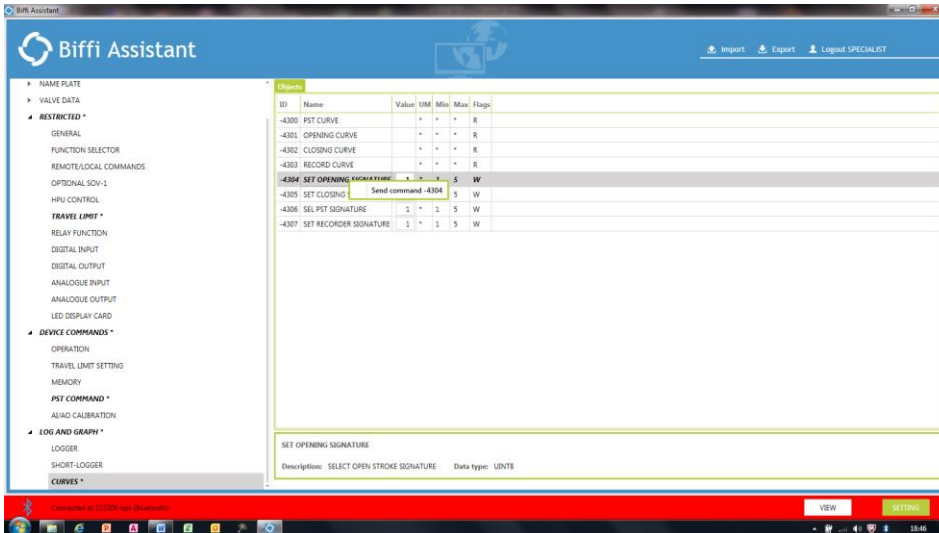 Biffi Assistant
Biffi Assistant
Import Export Logout SPECIALIST
NAME PLATE
VALVE DATA
RESTRICTED *
GENERAL
FUNCTION SELECTOR
REMOTE/LOCAL COMMANDS
OPTIONAL SOV-1
HPU CONTROL
TRAVEL LIMIT *
RELAY FUNCTION
DIGITAL INPUT
DIGITAL OUTPUT
ANALOGUE INPUT
ANALOGUE OUTPUT
LED DISPLAY CARD
DEVICE COMMANDS *
OPERATION
TRAVEL LIMIT SETTING
MEMORY
PST COMMAND *
AI/AO CALIBRATION
LOG AND GRAPH *
LOGGER
SHORT-LOGGER
CURVES *
Objects
ID Name Value UM Min Max Flags
-4300 PST CURVE * * * R
-4301 OPENING CURVE * * * R
-4302 CLOSING CURVE * * * R
-4303 RECORD CURVE * * * R
-4304 SET OPENING SIGNATURE 1 * 5 W
Send command -4304
-4305 SET CLOSING 5 W
-4306 SEL PST SIGNATURE 1 * 1 5 W
-4307 SET RECORDER SIGNATURE 1 * 1 5 W
SET OPENING SIGNATURE
Description: SELECT OPEN STROKE SIGNATURE Data type: UINT8
Connected at 115200 bps (Bluetooth)
VIEW SETTING
18:46